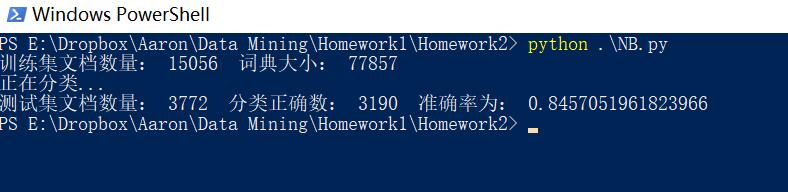 Windows PowerShell
PS E:\Dropbox\Aaron\Data Mining\Homework1\Homework2> python .\NB.py
训练集文档数量： 15056 词典大小： 77857
正在分类...
测试集文档数量： 3772 分类正确数： 3190 准确率为： 0.8457051961823966
PS E:\Dropbox\Aaron\Data Mining\Homework1\Homework2>